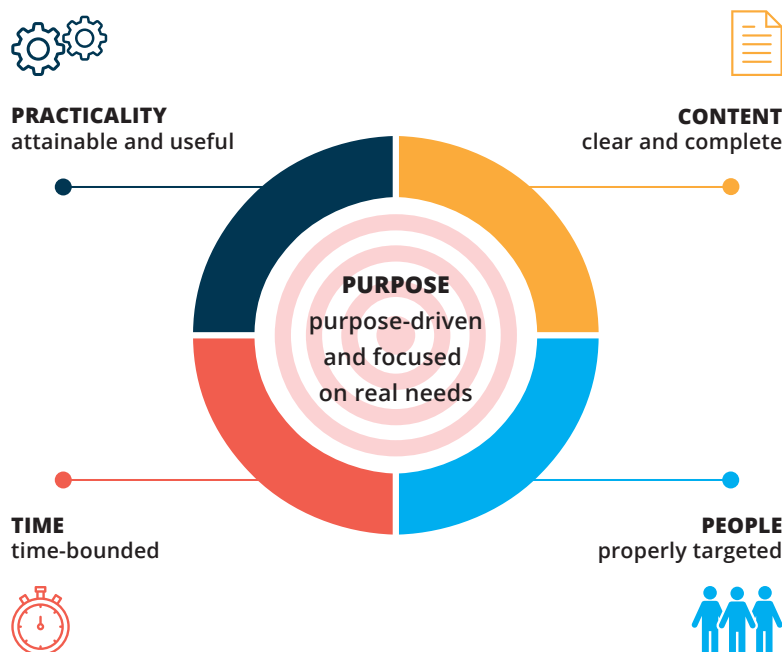 PRACTICALITY
attainable and useful
CONTENT
clear and complete
PURPOSE
purpose-driven
and focused
on real needs
TIME
time-bounded
PEOPLE
properly targeted